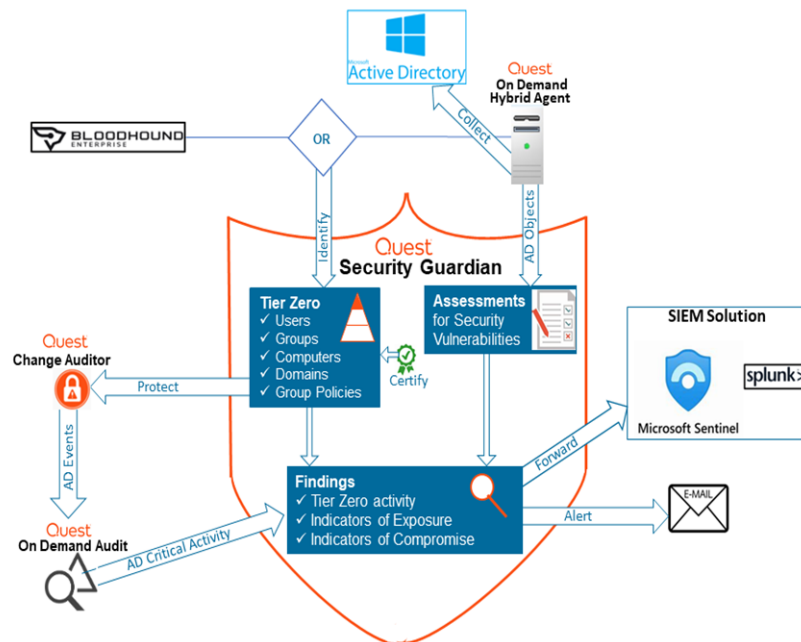 Microsoft
Active Directory
Quest
On Demand
Hybrid Agent
BLOODHOUND
ENTERPRISE
OR
Collect
Identify
AD Objects
Quest
Security Guardian
Tier Zero
✓ Users
✓ Groups
✓ Computers
✓ Domains
✓ Group Policies
Assessments
for Security
Vulnerabilities
Certify
SIEM Solution
Microsoft Sentinel
splunk>
Quest
Change Auditor
Protect
AD Events
Quest
On Demand Audit
AD Critical Activity
Findings
✓ Tier Zero activity
✓ Indicators of Exposure
✓ Indicators of Compromise
Forward
Alert
E-MAIL